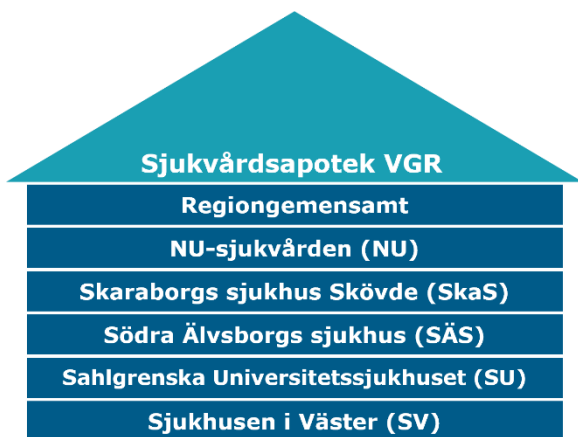 Sjukvårdsapotek VGR
Regiongemensamt
NU-sjukvården (NU)
Skaraborgs sjukhus Skövde (SkaS)
Södra Älvsborgs sjukhus (SÄS)
Sahlgrenska Universitetssjukhuset (SU)
Sjukhusen i Väster (SV)